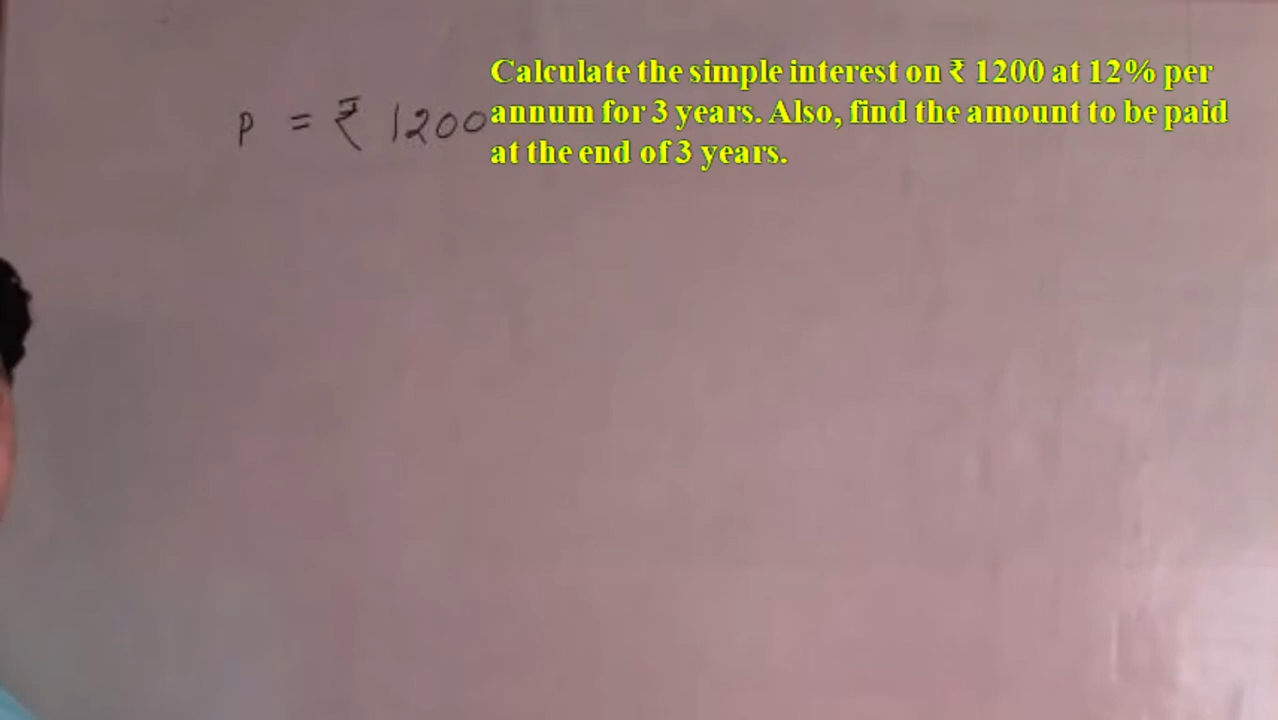 Calculate the simple interest on ₹ 1200 at 12% per
annum for 3 years. Also, find the amount to be paid
at the end of 3 years.
P = ₹ 1200